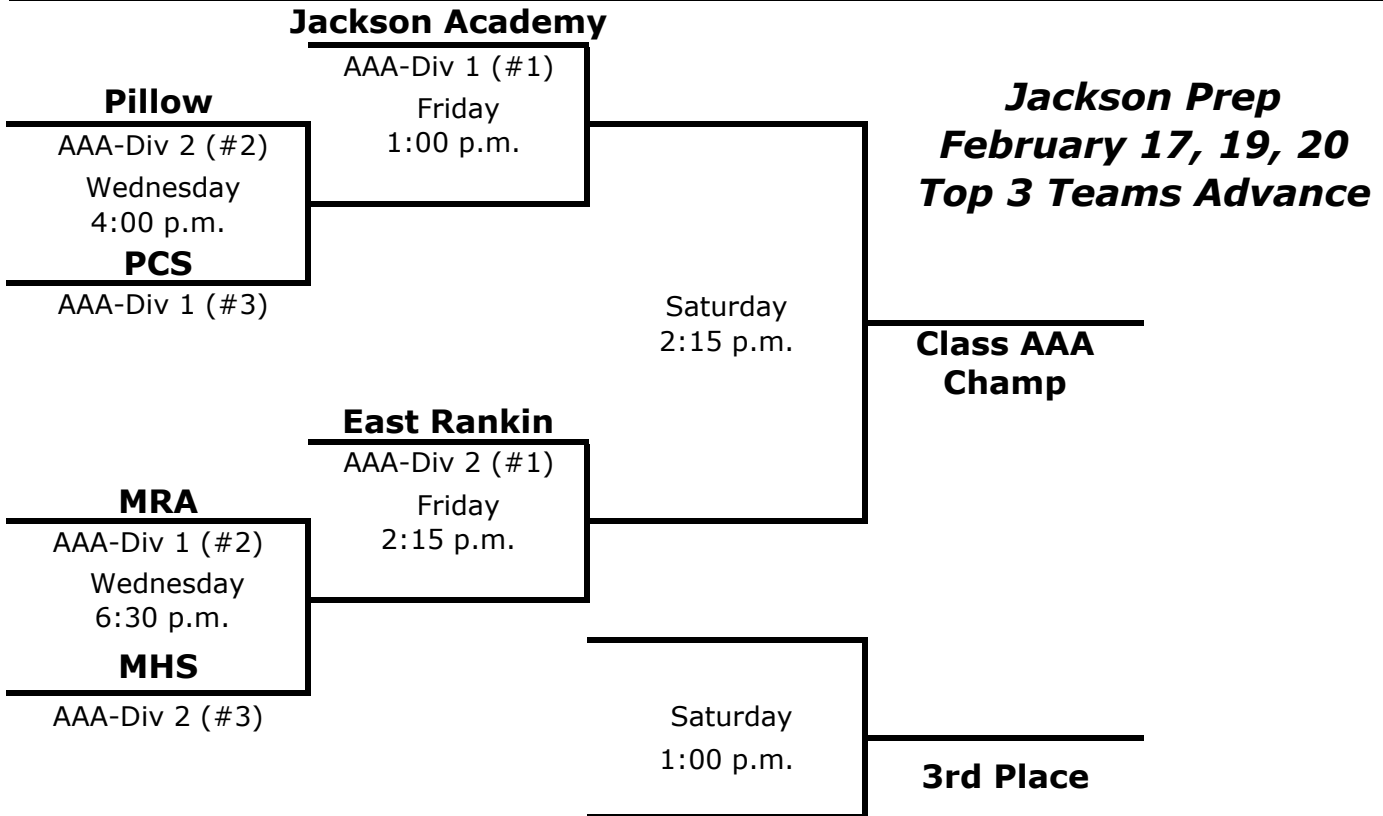 Jackson Academy
AAA-Div 1 (#1)
Friday
1:00 p.m.
Pillow
AAA-Div 2 (#2)
Wednesday
4:00 p.m.
PCS
AAA-Div 1 (#3)
Jackson Prep
February 17, 19, 20
Top 3 Teams Advance
Saturday
2:15 p.m.
Class AAA
Champ
East Rankin
AAA-Div 2 (#1)
Friday
2:15 p.m.
MRA
AAA-Div 1 (#2)
Wednesday
6:30 p.m.
MHS
AAA-Div 2 (#3)
Saturday
1:00 p.m.
3rd Place